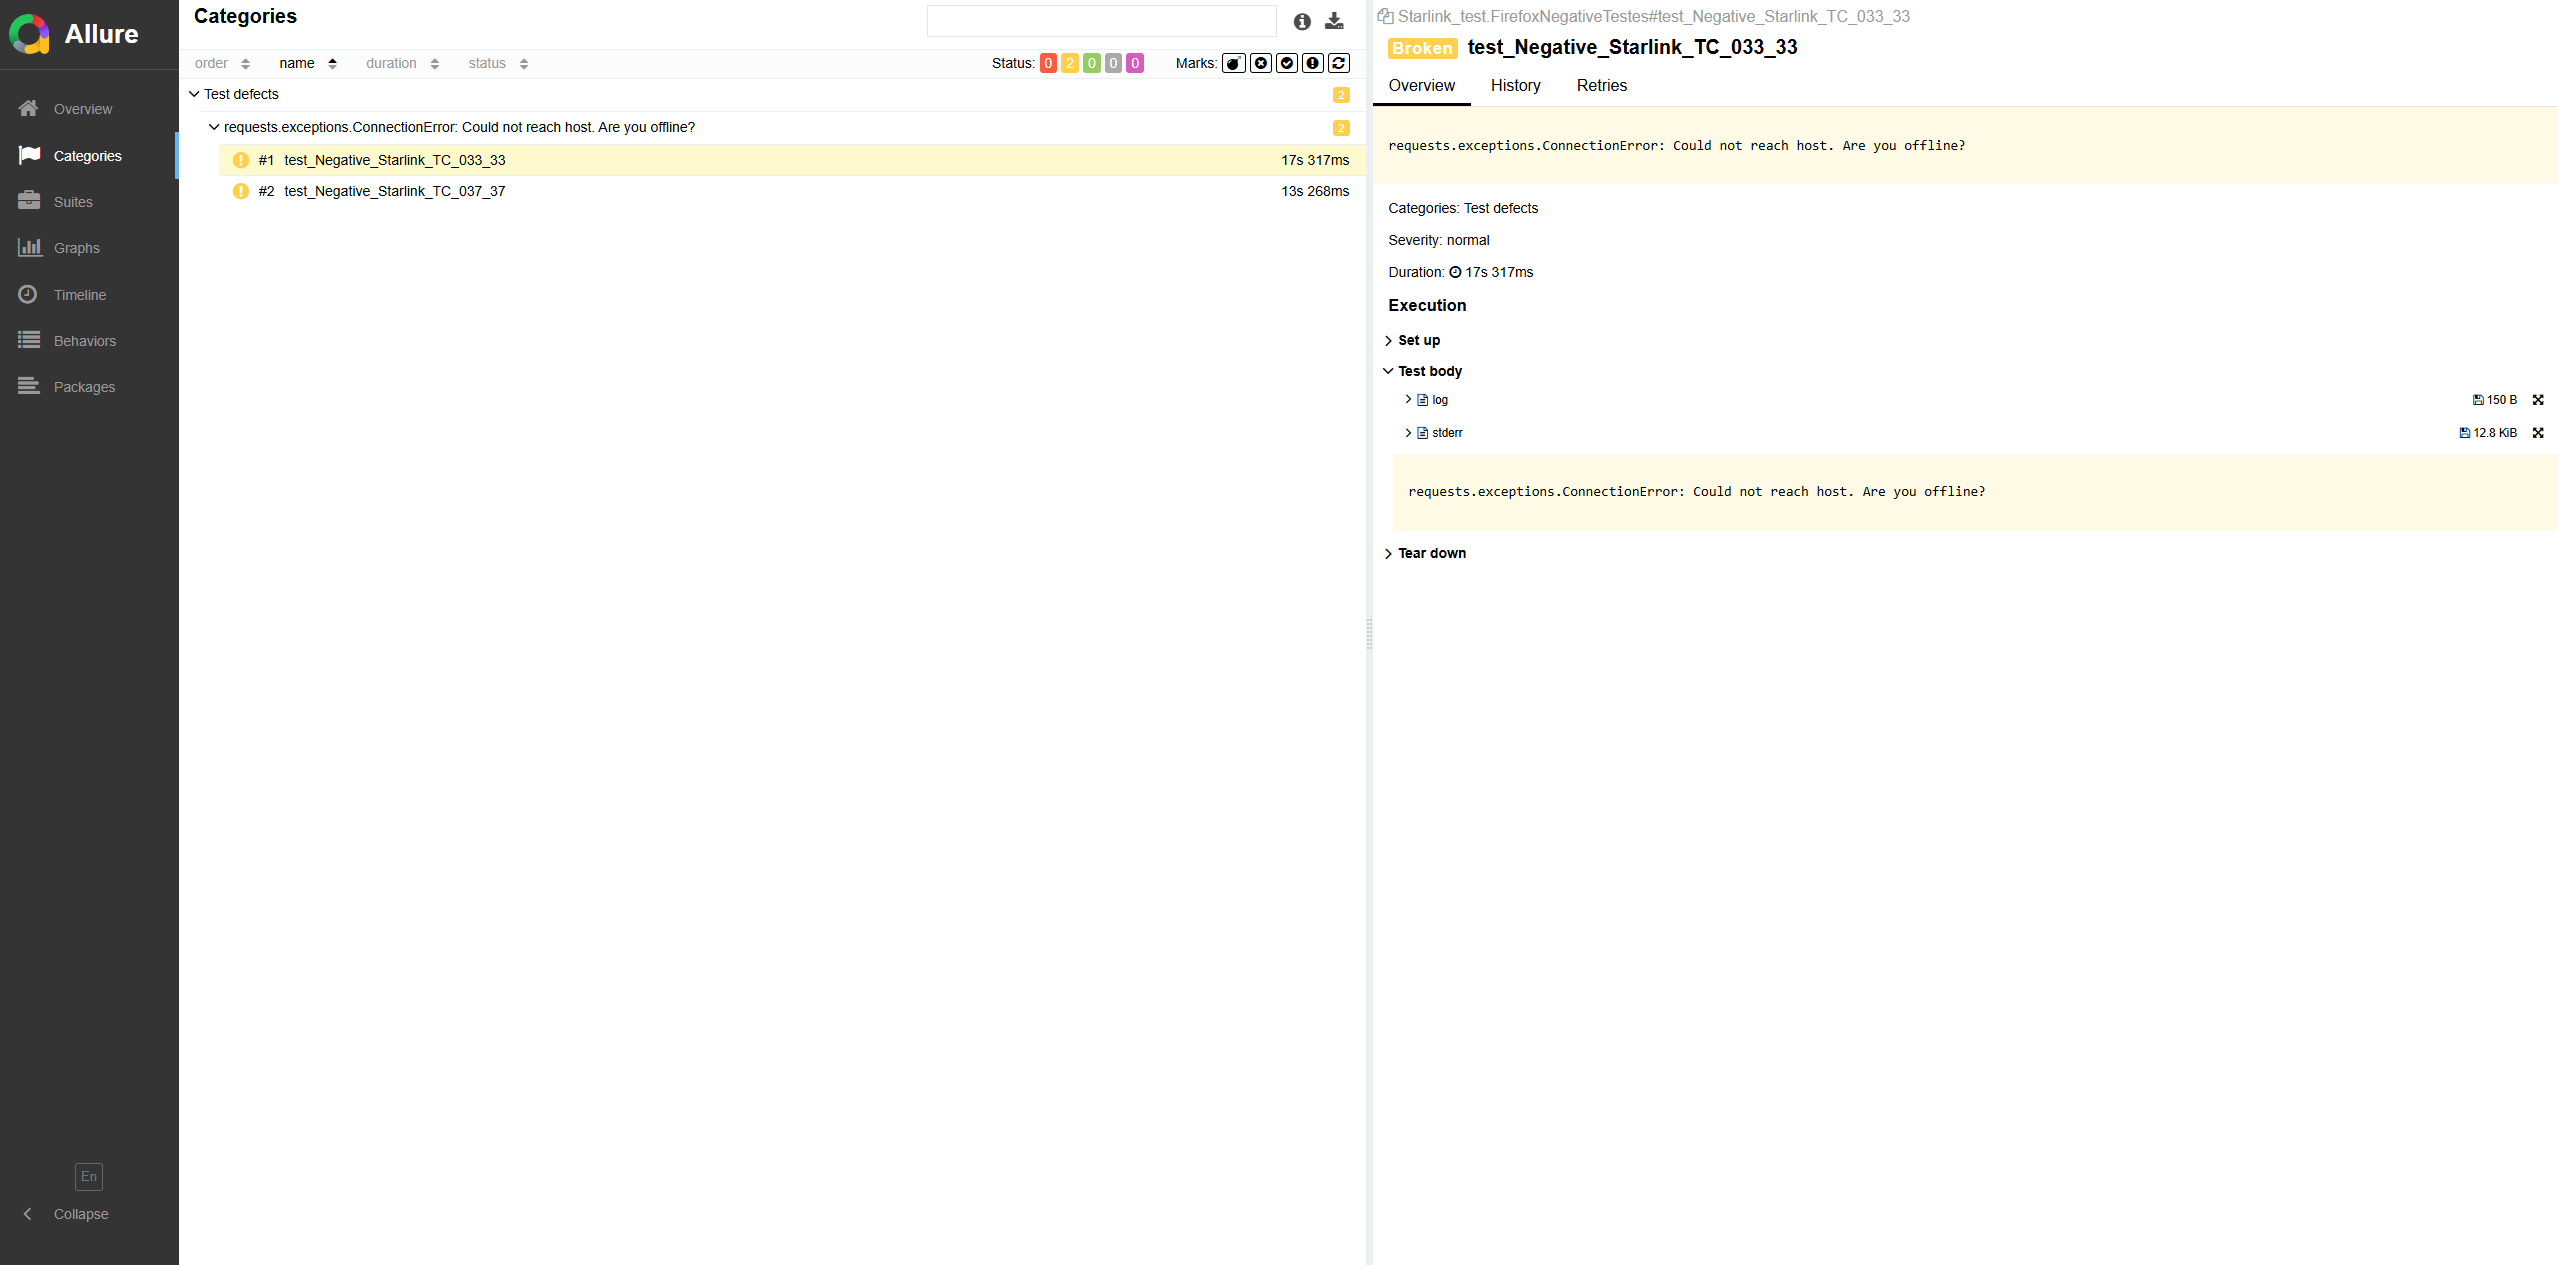 Allure
Overview
Categories
Suites
Graphs
Timeline
Behaviors
Packages
En
Collapse
Categories
order name duration status Status: 0 2 0 0 0 Marks:
Test defects 2
requests.exceptions.ConnectionError: Could not reach host. Are you offline? 2
#1 test_Negative_Starlink_TC_033_33 17s 317ms
#2 test_Negative_Starlink_TC_037_37 13s 268ms
Starlink_test.FirefoxNegativeTestes#test_Negative_Starlink_TC_033_33
Broken test_Negative_Starlink_TC_033_33
Overview History Retries
requests.exceptions.ConnectionError: Could not reach host. Are you offline?
Categories: Test defects
Severity: normal
Duration: 17s 317ms
Execution
Set up
Test body
log 150 B
stderr 12.8 KiB
requests.exceptions.ConnectionError: Could not reach host. Are you offline?
Tear down